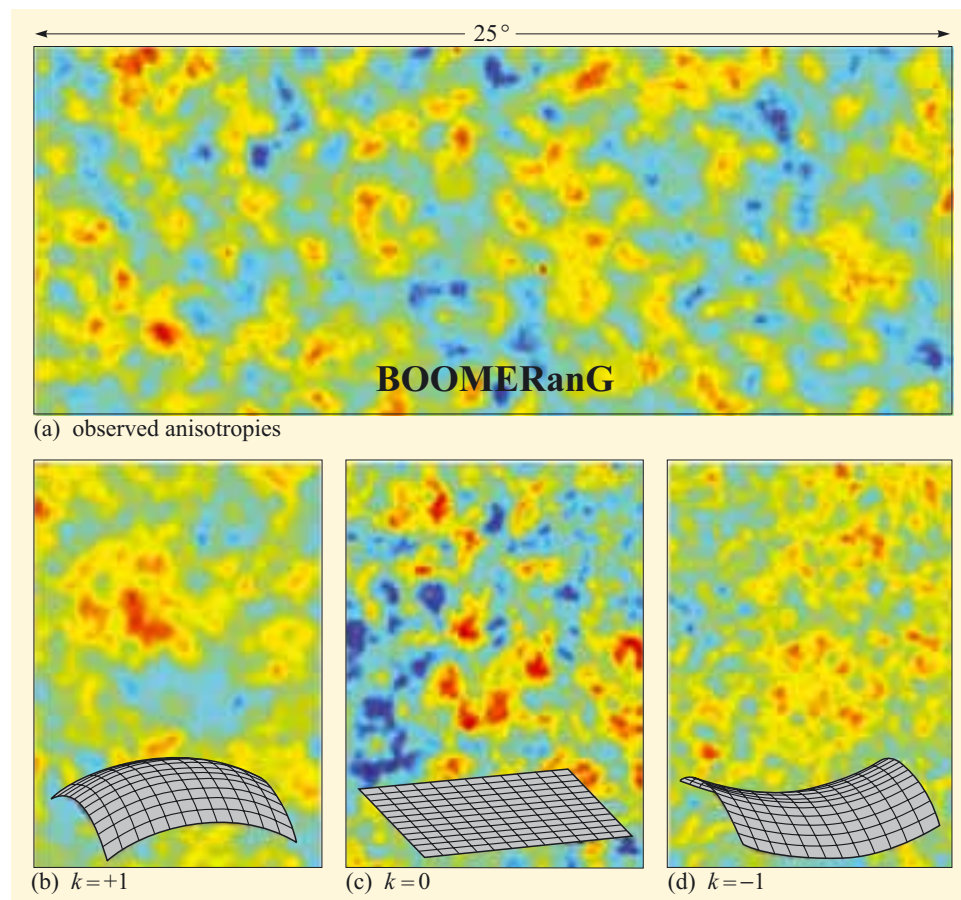 25°
BOOMERanG
(a) observed anisotropies
(b) k=+1
(c) k=0
(d) k=−1